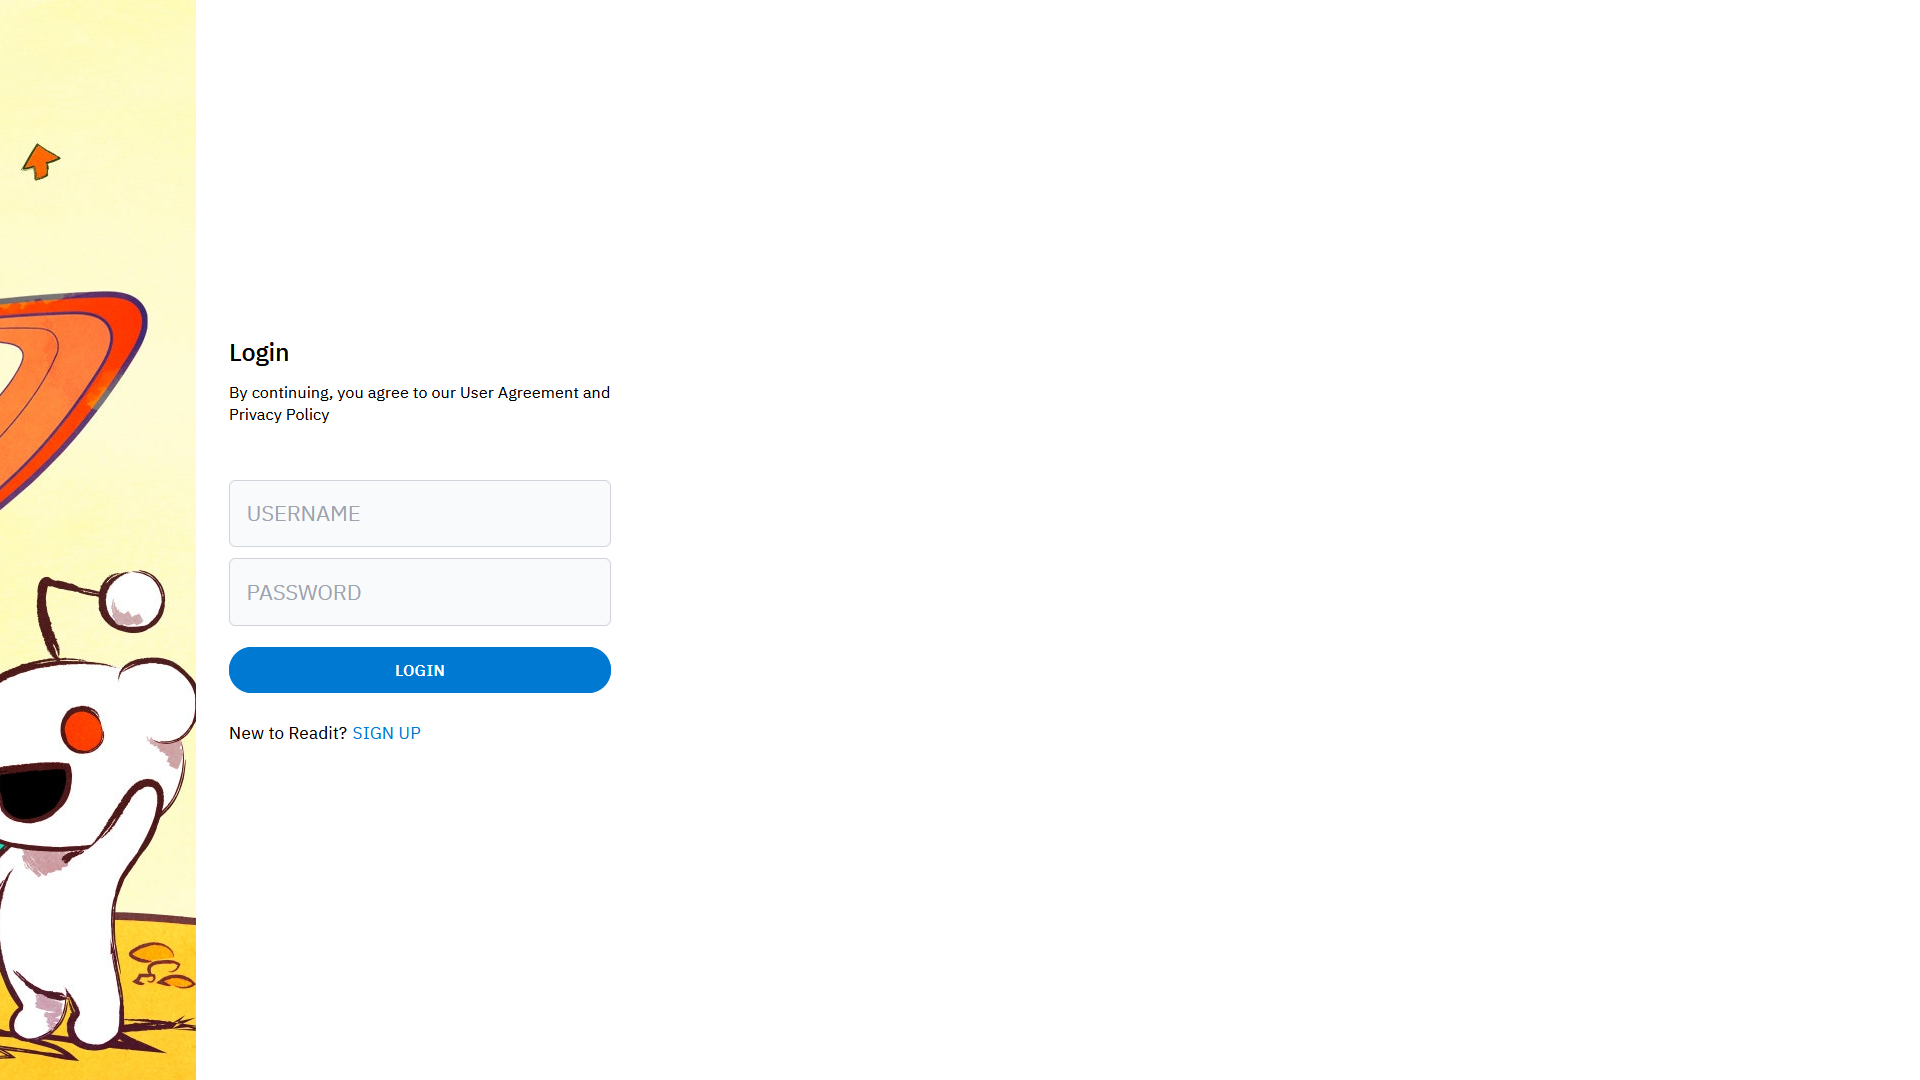 Login
By continuing, you agree to our User Agreement and
Privacy Policy
USERNAME
PASSWORD
LOGIN
New to Readit? SIGN UP